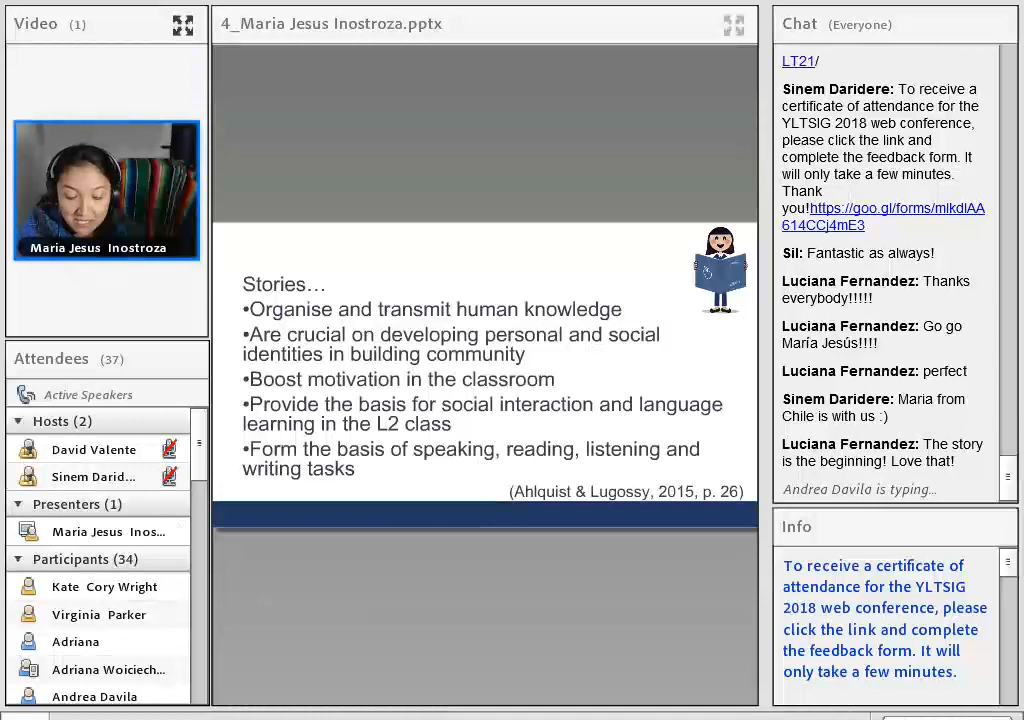 Video (1)
Maria Jesus Inostroza
Attendees (37)
Active Speakers
Hosts (2)
David Valente
Sinem Darid...
Presenters (1)
Maria Jesus Inos...
Participants (34)
Kate Cory Wright
Virginia Parker
Adriana
Adriana Woiciech...
Andrea Davila
4_Maria Jesus Inostroza.pptx
Stories…
•Organise and transmit human knowledge
•Are crucial on developing personal and social
identities in building community
•Boost motivation in the classroom
•Provide the basis for social interaction and language
learning in the L2 class
•Form the basis of speaking, reading, listening and
writing tasks
(Ahlquist & Lugossy, 2015, p. 26)
Chat (Everyone)
LT21/
Sinem Daridere: To receive a
certificate of attendance for the
YLTSIG 2018 web conference,
please click the link and
complete the feedback form. It
will only take a few minutes.
Thank
you!https://goo.gl/forms/mlkdlAA
614CCj4mE3
Sil: Fantastic as always!
Luciana Fernandez: Thanks
everybody!!!!!
Luciana Fernandez: Go go
María Jesús!!!!
Luciana Fernandez: perfect
Sinem Daridere: Maria from
Chile is with us :)
Luciana Fernandez: The story
is the beginning! Love that!
Andrea Davila is typing...
Info
To receive a certificate of
attendance for the YLTSIG
2018 web conference, please
click the link and complete
the feedback form. It will
only take a few minutes.